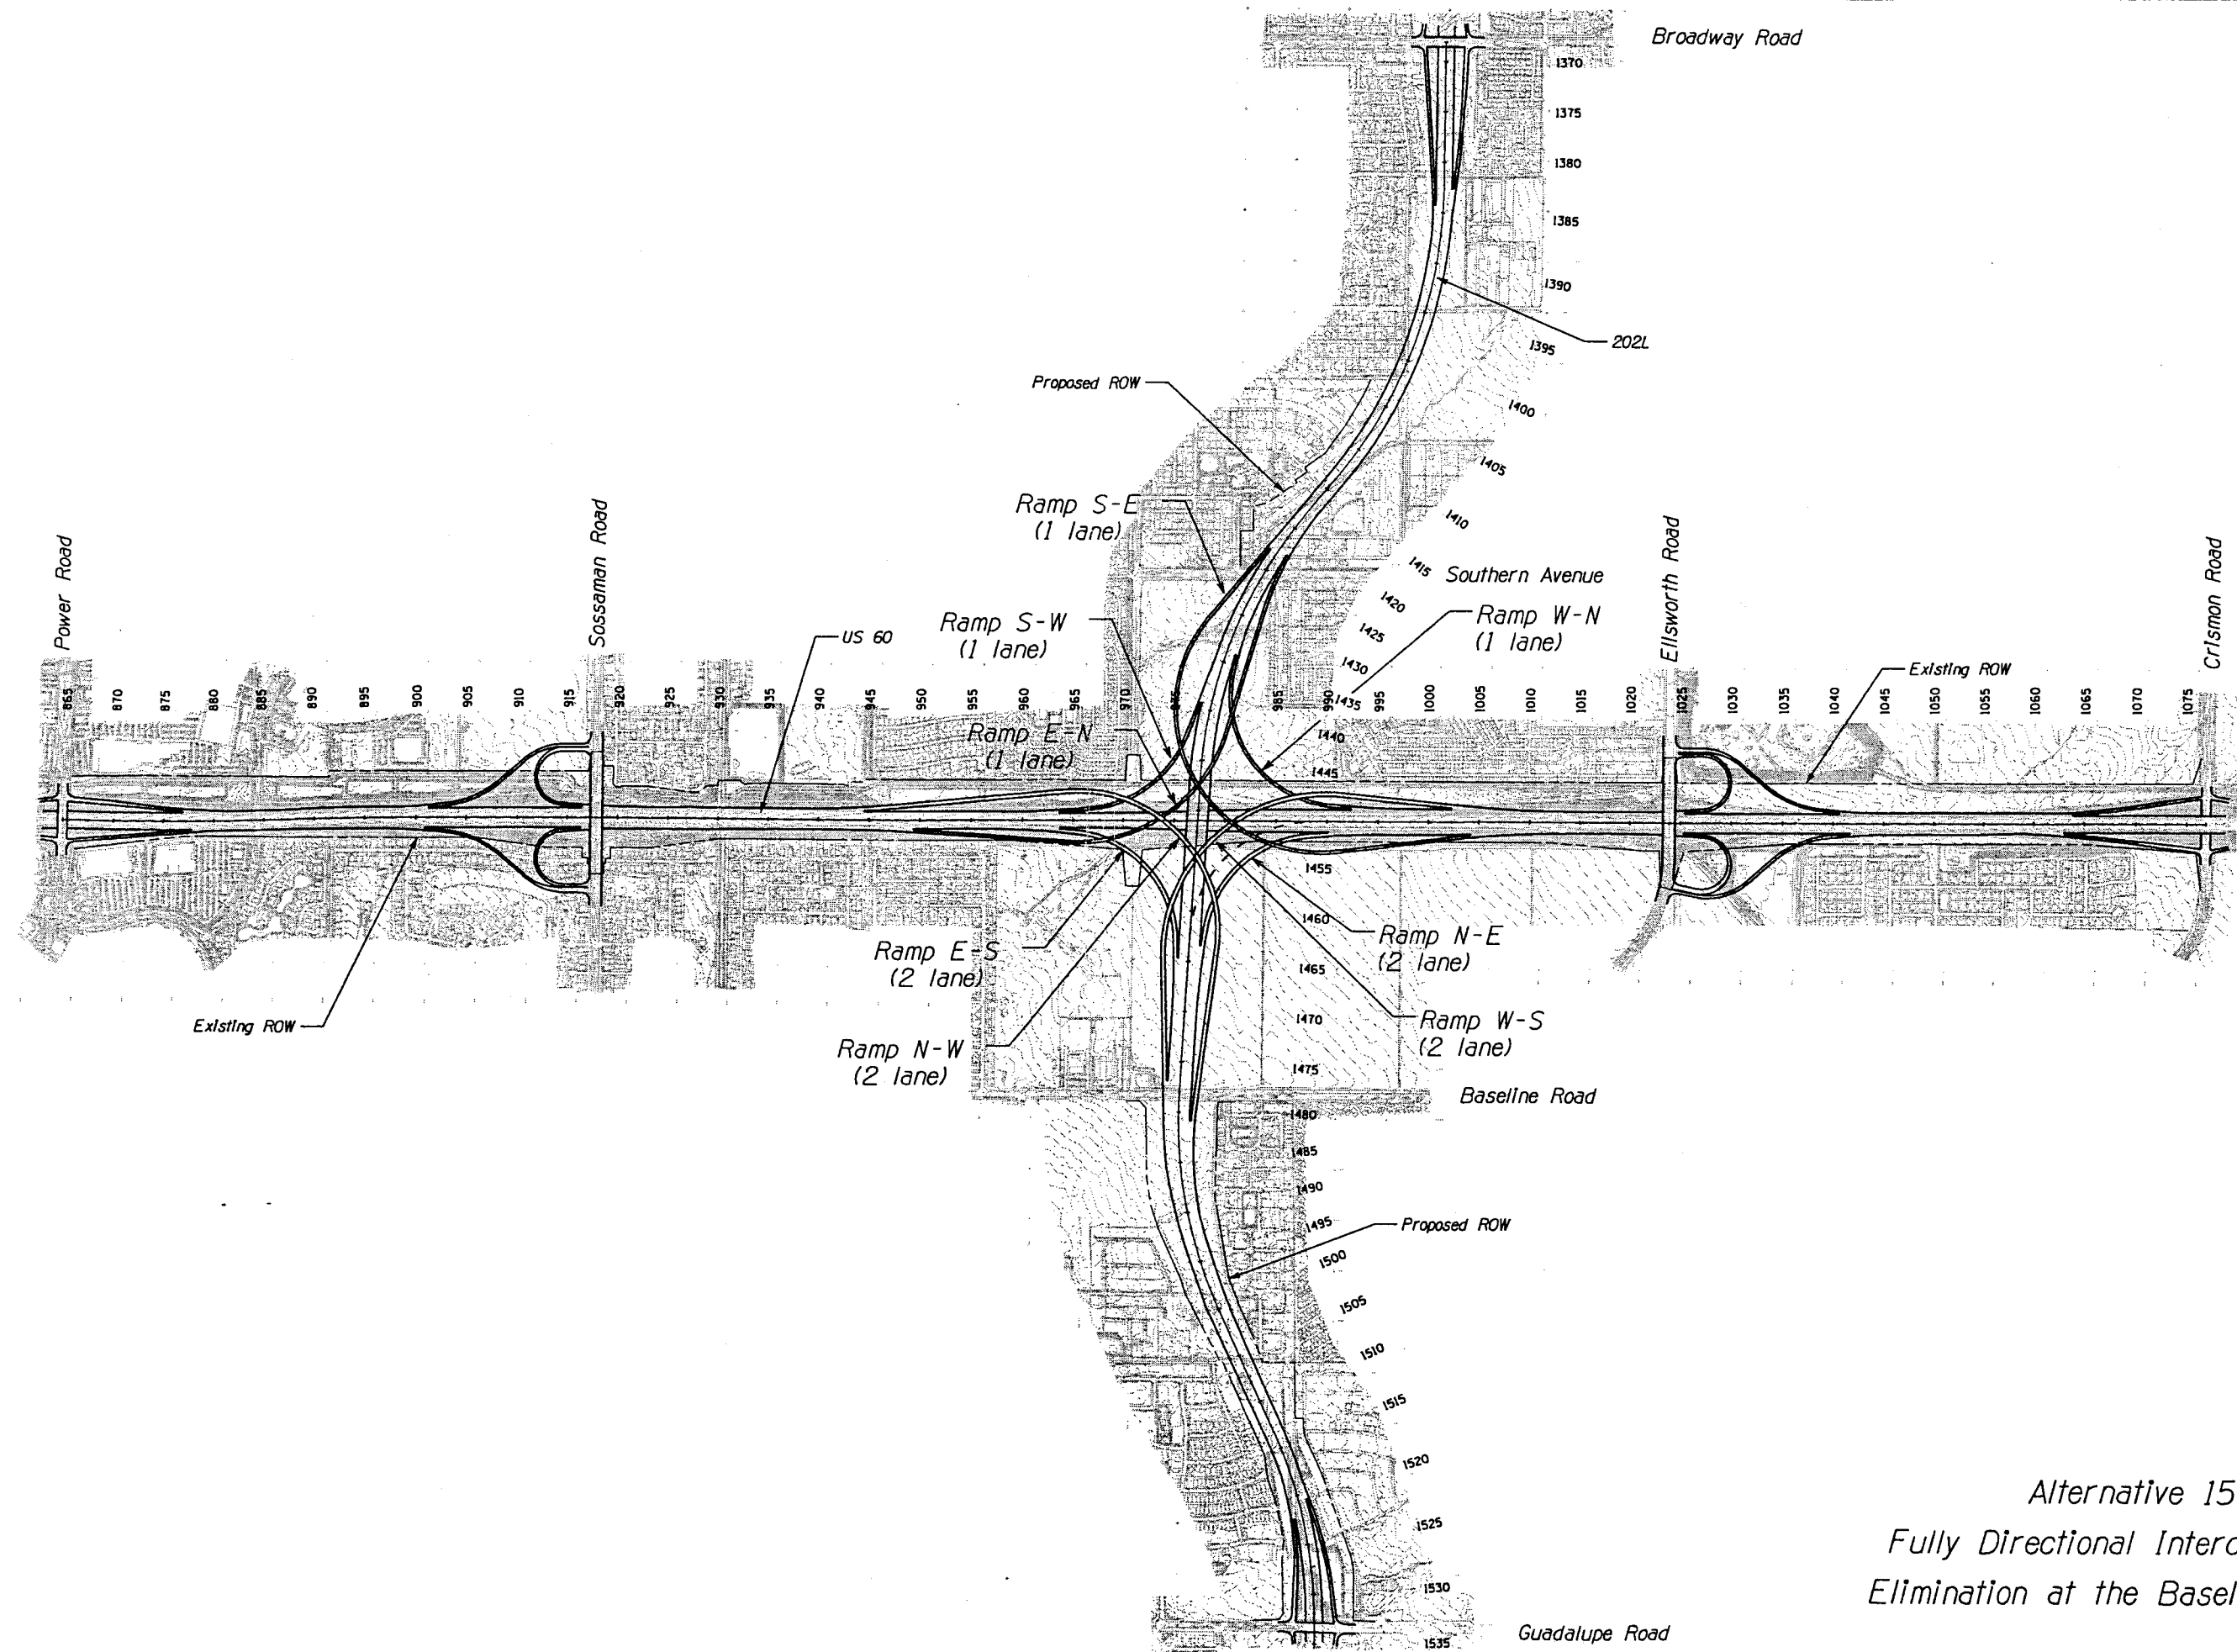 Broadway Road
1370
1375
1380
1385
1390
202L
1395
Proposed ROW
1400
1405
Ramp S-E
(1 lane)
1410
Power Road
Sossaman Road
Ellsworth Road
Crismon Road
1415
Southern Avenue
1420
1425
1430
1435
Ramp S-W
(1 lane)
Ramp W-N
(1 lane)
US 60
Existing ROW
865
870
875
880
885
890
895
900
905
910
915
920
925
930
935
940
945
950
955
960
965
970
975
985
990
995
1000
1005
1010
1015
1020
1025
1030
1035
1040
1045
1050
1055
1060
1065
1070
1075
Ramp E-N
(1 lane)
1440
1445
1455
1460
Ramp E-S
(2 lane)
Ramp N-E
(2 lane)
1465
Existing ROW
1470
Ramp W-S
(2 lane)
Ramp N-W
(2 lane)
1475
Baseline Road
1480
1485
1490
1495
Proposed ROW
1500
1505
1510
1515
1520
1525
1530
1535
Guadalupe Road
Alternative 15
Fully Directional Interc
Elimination at the Basel